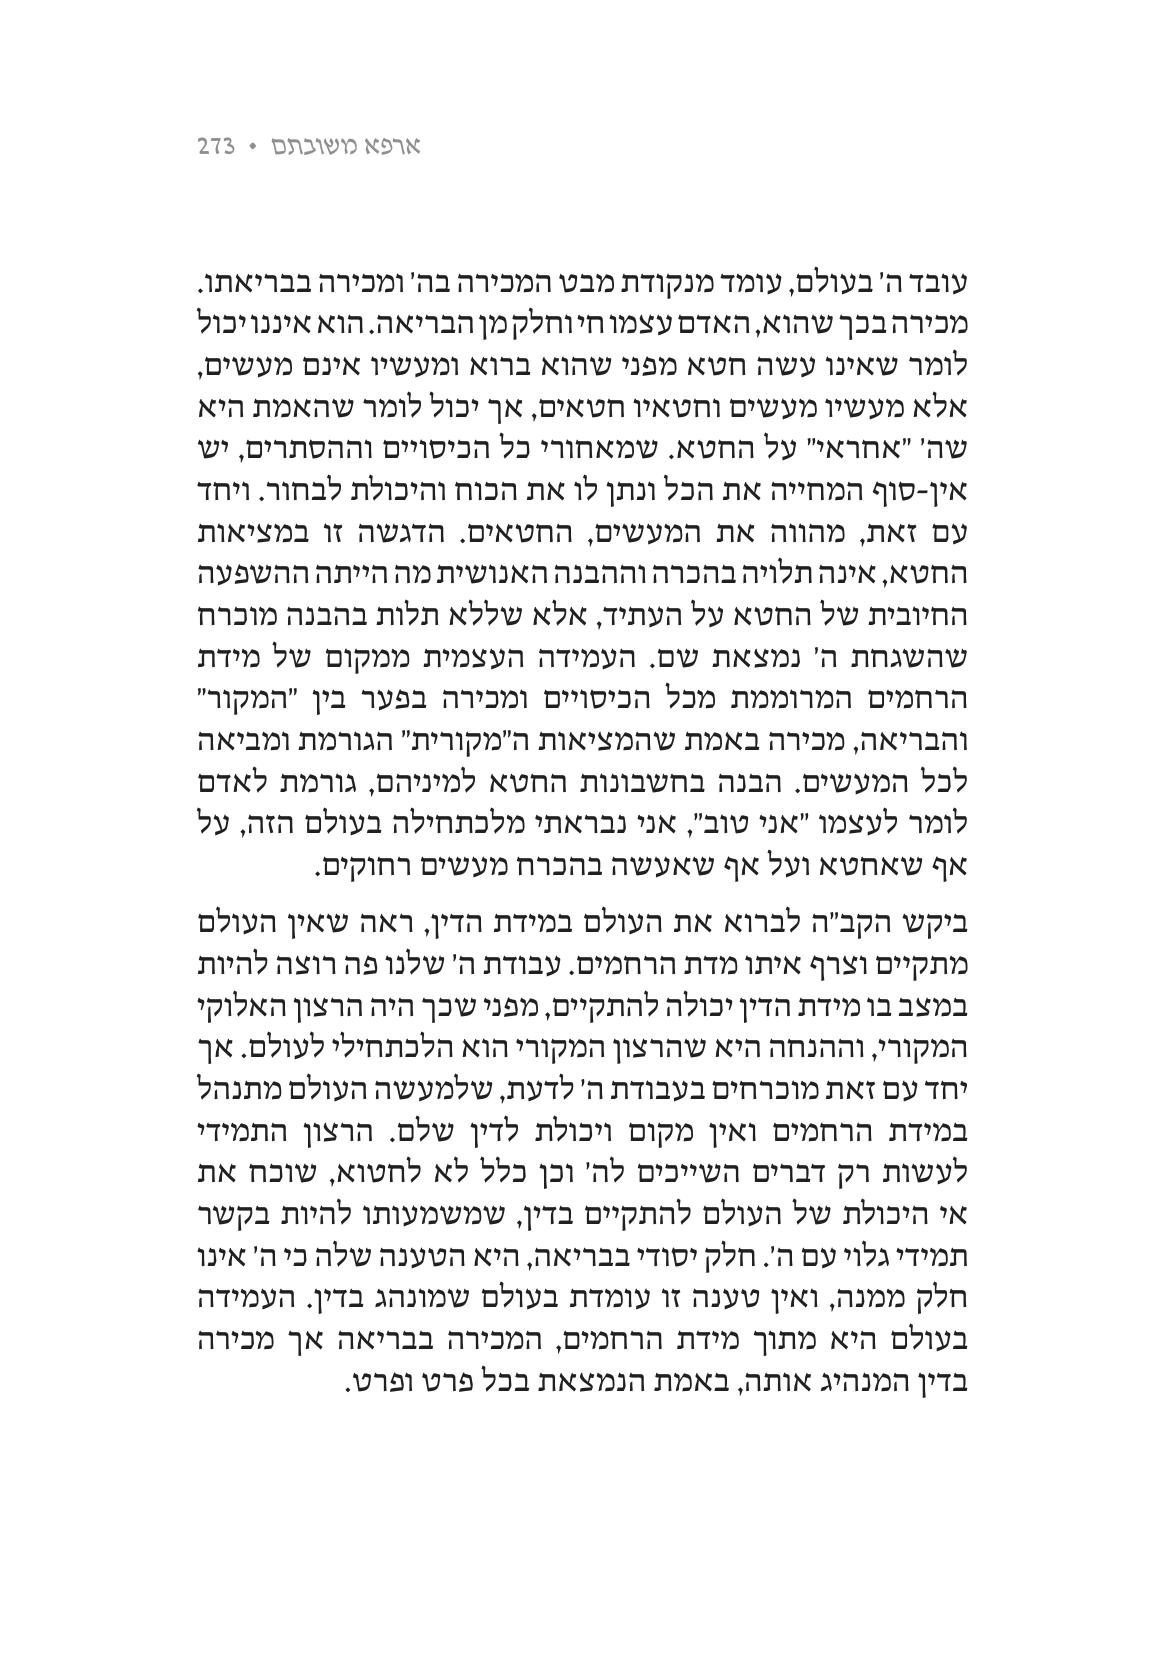 ארפא משובתם • 273
עובד ה' בעולם, עומד מנקודת מבט המכירה בה' ומכירה בבריאתו.
מכירה בכך שהוא, האדם עצמו חי וחלק מן הבריאה. הוא איננו יכול
לומר שאינו עשה חטא מפני שהוא ברוא ומעשיו אינם מעשים,
אלא מעשיו מעשים וחטאיו חטאים, אך יכול לומר שהאמת היא
שה' "אחראי" על החטא. שמאחורי כל הכיסויים וההסתרים, יש
אין-סוף המחייה את הכל ונתן לו את הכוח והיכולת לבחור. ויחד
עם זאת, מהווה את המעשים, החטאים. הדגשה זו במציאות
החטא, אינה תלויה בהכרה וההבנה האנושית מה הייתה ההשפעה
החיובית של החטא על העתיד, אלא שללא תלות בהבנה מוכרח
שהשגחת ה' נמצאת שם. העמידה העצמית ממקום של מידת
הרחמים המרוממת מכל הכיסויים ומכירה בפער בין "המקור"
והבריאה, מכירה באמת שהמציאות ה"מקורית" הגורמת ומביאה
לכל המעשים. הבנה בחשבונות החטא למיניהם, גורמת לאדם
לומר לעצמו "אני טוב", אני נבראתי מלכתחילה בעולם הזה, על
אף שאחטא ועל אף שאעשה בהכרח מעשים רחוקים.
ביקש הקב"ה לברוא את העולם במידת הדין, ראה שאין העולם
מתקיים וצרף איתו מדת הרחמים. עבודת ה' שלנו פה רוצה להיות
במצב בו מידת הדין יכולה להתקיים, מפני שכך היה הרצון האלוקי
המקורי, וההנחה היא שהרצון המקורי הוא הלכתחילי לעולם. אך
יחד עם זאת מוכרחים בעבודת ה' לדעת, שלמעשה העולם מתנהל
במידת הרחמים ואין מקום ויכולת לדין שלם. הרצון התמידי
לעשות רק דברים השייכים לה' וכן כלל לא לחטוא, שוכח את
אי היכולת של העולם להתקיים בדין, שמשמעותו להיות בקשר
תמידי גלוי עם ה'. חלק יסודי בבריאה, היא הטענה שלה כי ה' אינו
חלק ממנה, ואין טענה זו עומדת בעולם שמונהג בדין. העמידה
בעולם היא מתוך מידת הרחמים, המכירה בבריאה אך מכירה
בדין המנהיג אותה, באמת הנמצאת בכל פרט ופרט.